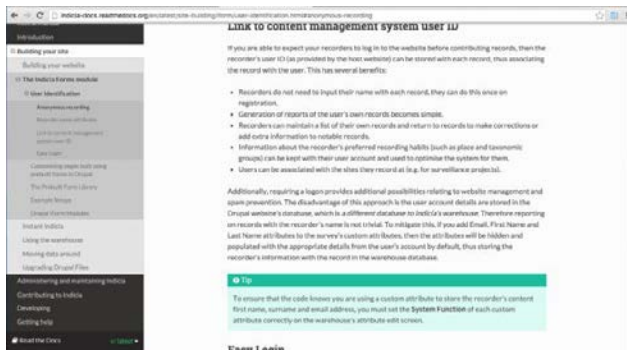 indicia-docs.readthedocs.org/en/latest/site-building/iform/user-identification.html#anonymous-recording
Introduction
Building your site
Building your website
The Indicia Forms module
User Identification
Anonymous recording
Easy Login
The Prebuilt Form Library
Instant Indicia
Using the warehouse
Moving data around
Upgrading Drupal Files
Administering and maintaining Indicia
Contributing to Indicia
Developing
Getting help
Read the Docs
Link to content management system user ID
If you are able to expect your recorders to log in to the website before contributing records, then the
recorder's user ID (as provided by the host website) can be stored with each record, thus associating
the record with the user. This has several benefits:
Recorders do not need to input their name with each record, they can do this once on
registration.
Generation of reports of the user's own records becomes simple.
Recorders can maintain a list of their own records and return to records to make corrections or
add extra information to notable records.
Information about the recorder's preferred recording habits (such as place and taxonomic
groups) can be kept with their user account and used to optimise the system for them.
Users can be associated with the sites they record at (e.g. for surveillance projects).
Additionally, requiring a logon provides additional possibilities relating to website management and
spam prevention. The disadvantage of this approach is the user account details are stored in the
Drupal website's database, which is a different database to Indicia's warehouse. Therefore reporting
on records with the recorder's name is not trivial. To mitigate this, if you add Email, First Name and
Last Name attributes to the survey's custom attributes, then the attributes will be hidden and
populated with the appropriate details from the user's account by default, thus storing the
recorder's information with the record in the warehouse database.
Tip
To ensure that the code knows you are using a custom attribute to store the recorder's content
first name, surname and email address, you must set the System Function of each custom
attribute correctly on the warehouse's attribute edit screen.
Easy Login